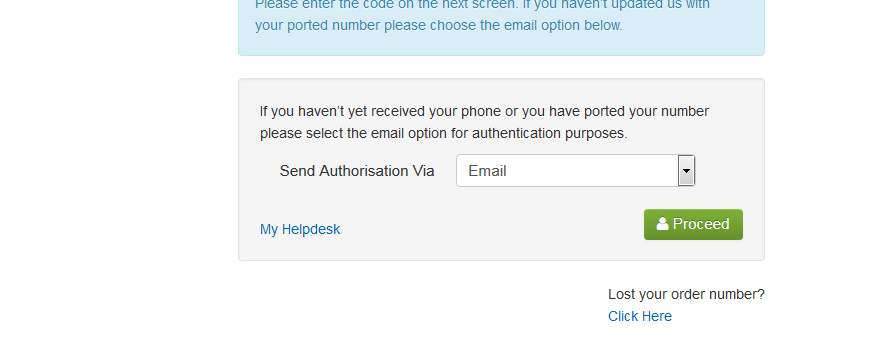 Please enter the code on the next screen. If you haven't updated us with
your ported number please choose the email option below.
If you haven't yet received your phone or you have ported your number
please select the email option for authentication purposes.
Send Authorisation Via Email
My Helpdesk Proceed
Lost your order number?
Click Here